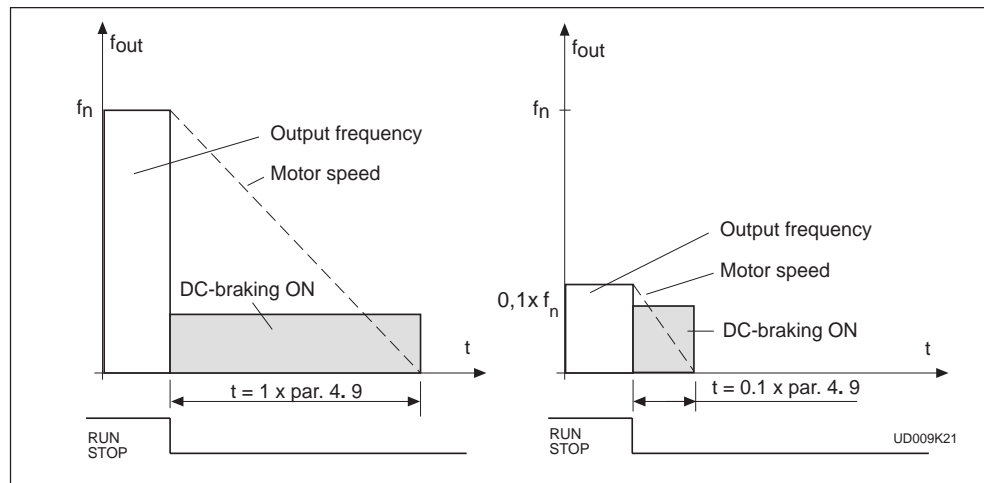 fout
fn
Output frequency
Motor speed
DC-braking ON
t
t = 1 x par. 4. 9
RUN
STOP
fout
fn
Output frequency
Motor speed
0,1x fn
DC-braking ON
t
t = 0.1 x par. 4. 9
RUN
STOP
UD009K21